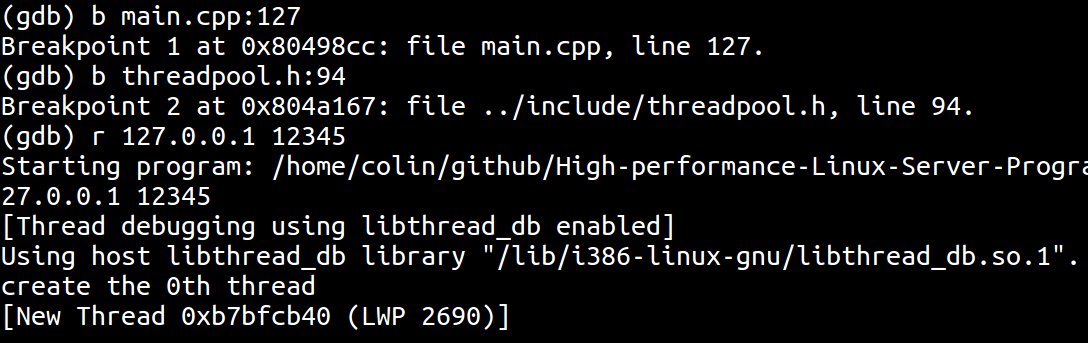 (gdb) b main.cpp:127
Breakpoint 1 at 0x80498cc: file main.cpp, line 127.
(gdb) b threadpool.h:94
Breakpoint 2 at 0x804a167: file ../include/threadpool.h, line 94.
(gdb) r 127.0.0.1 12345
Starting program: /home/colin/github/High-performance-Linux-Server-Progra
27.0.0.1 12345
[Thread debugging using libthread_db enabled]
Using host libthread_db library "/lib/i386-linux-gnu/libthread_db.so.1".
create the 0th thread
[New Thread 0xb7bfcb40 (LWP 2690)]